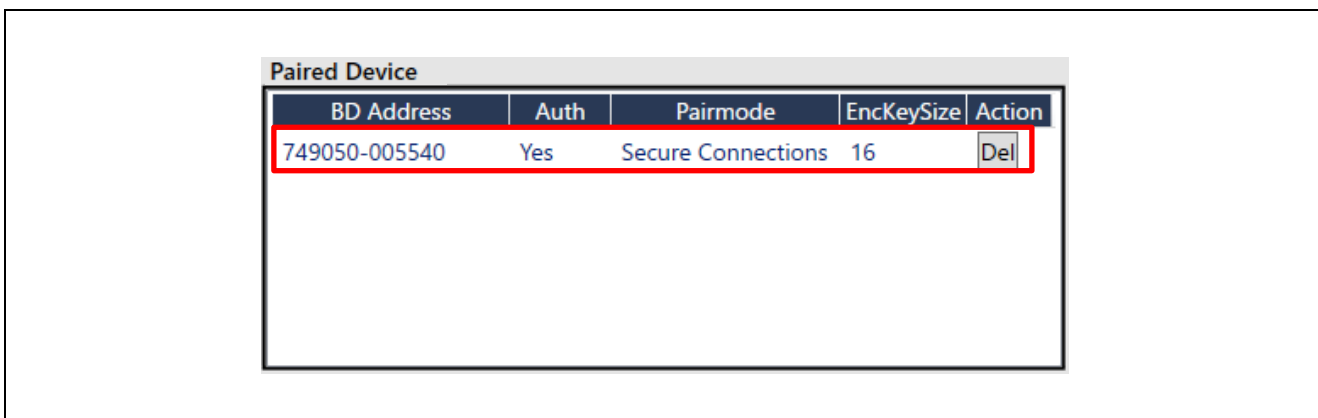 Paired Device
BD Address Auth Pairmode EncKeySize Action
749050-005540 Yes Secure Connections 16 Del